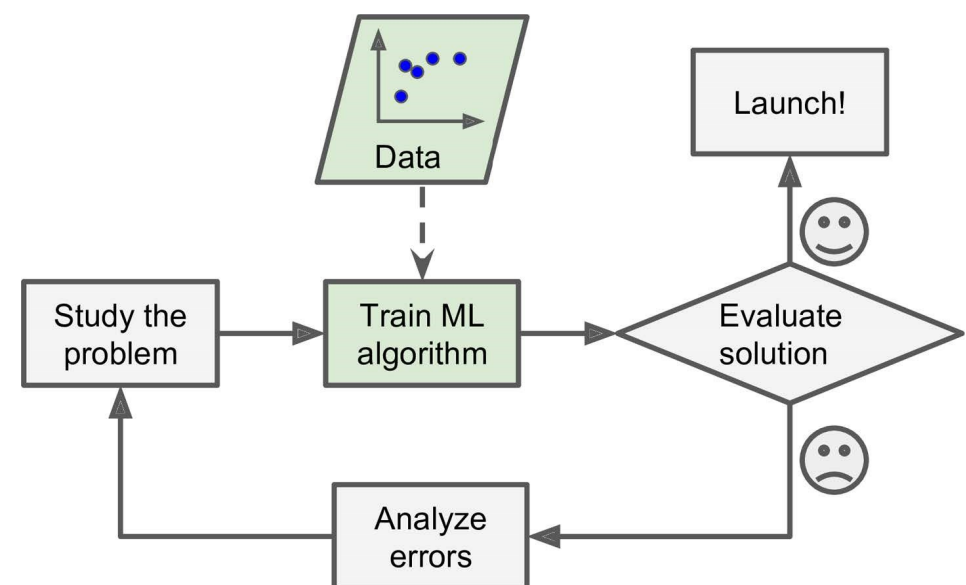 Data
Launch!
Study the
problem
Train ML
algorithm
Evaluate
solution
Analyze
errors